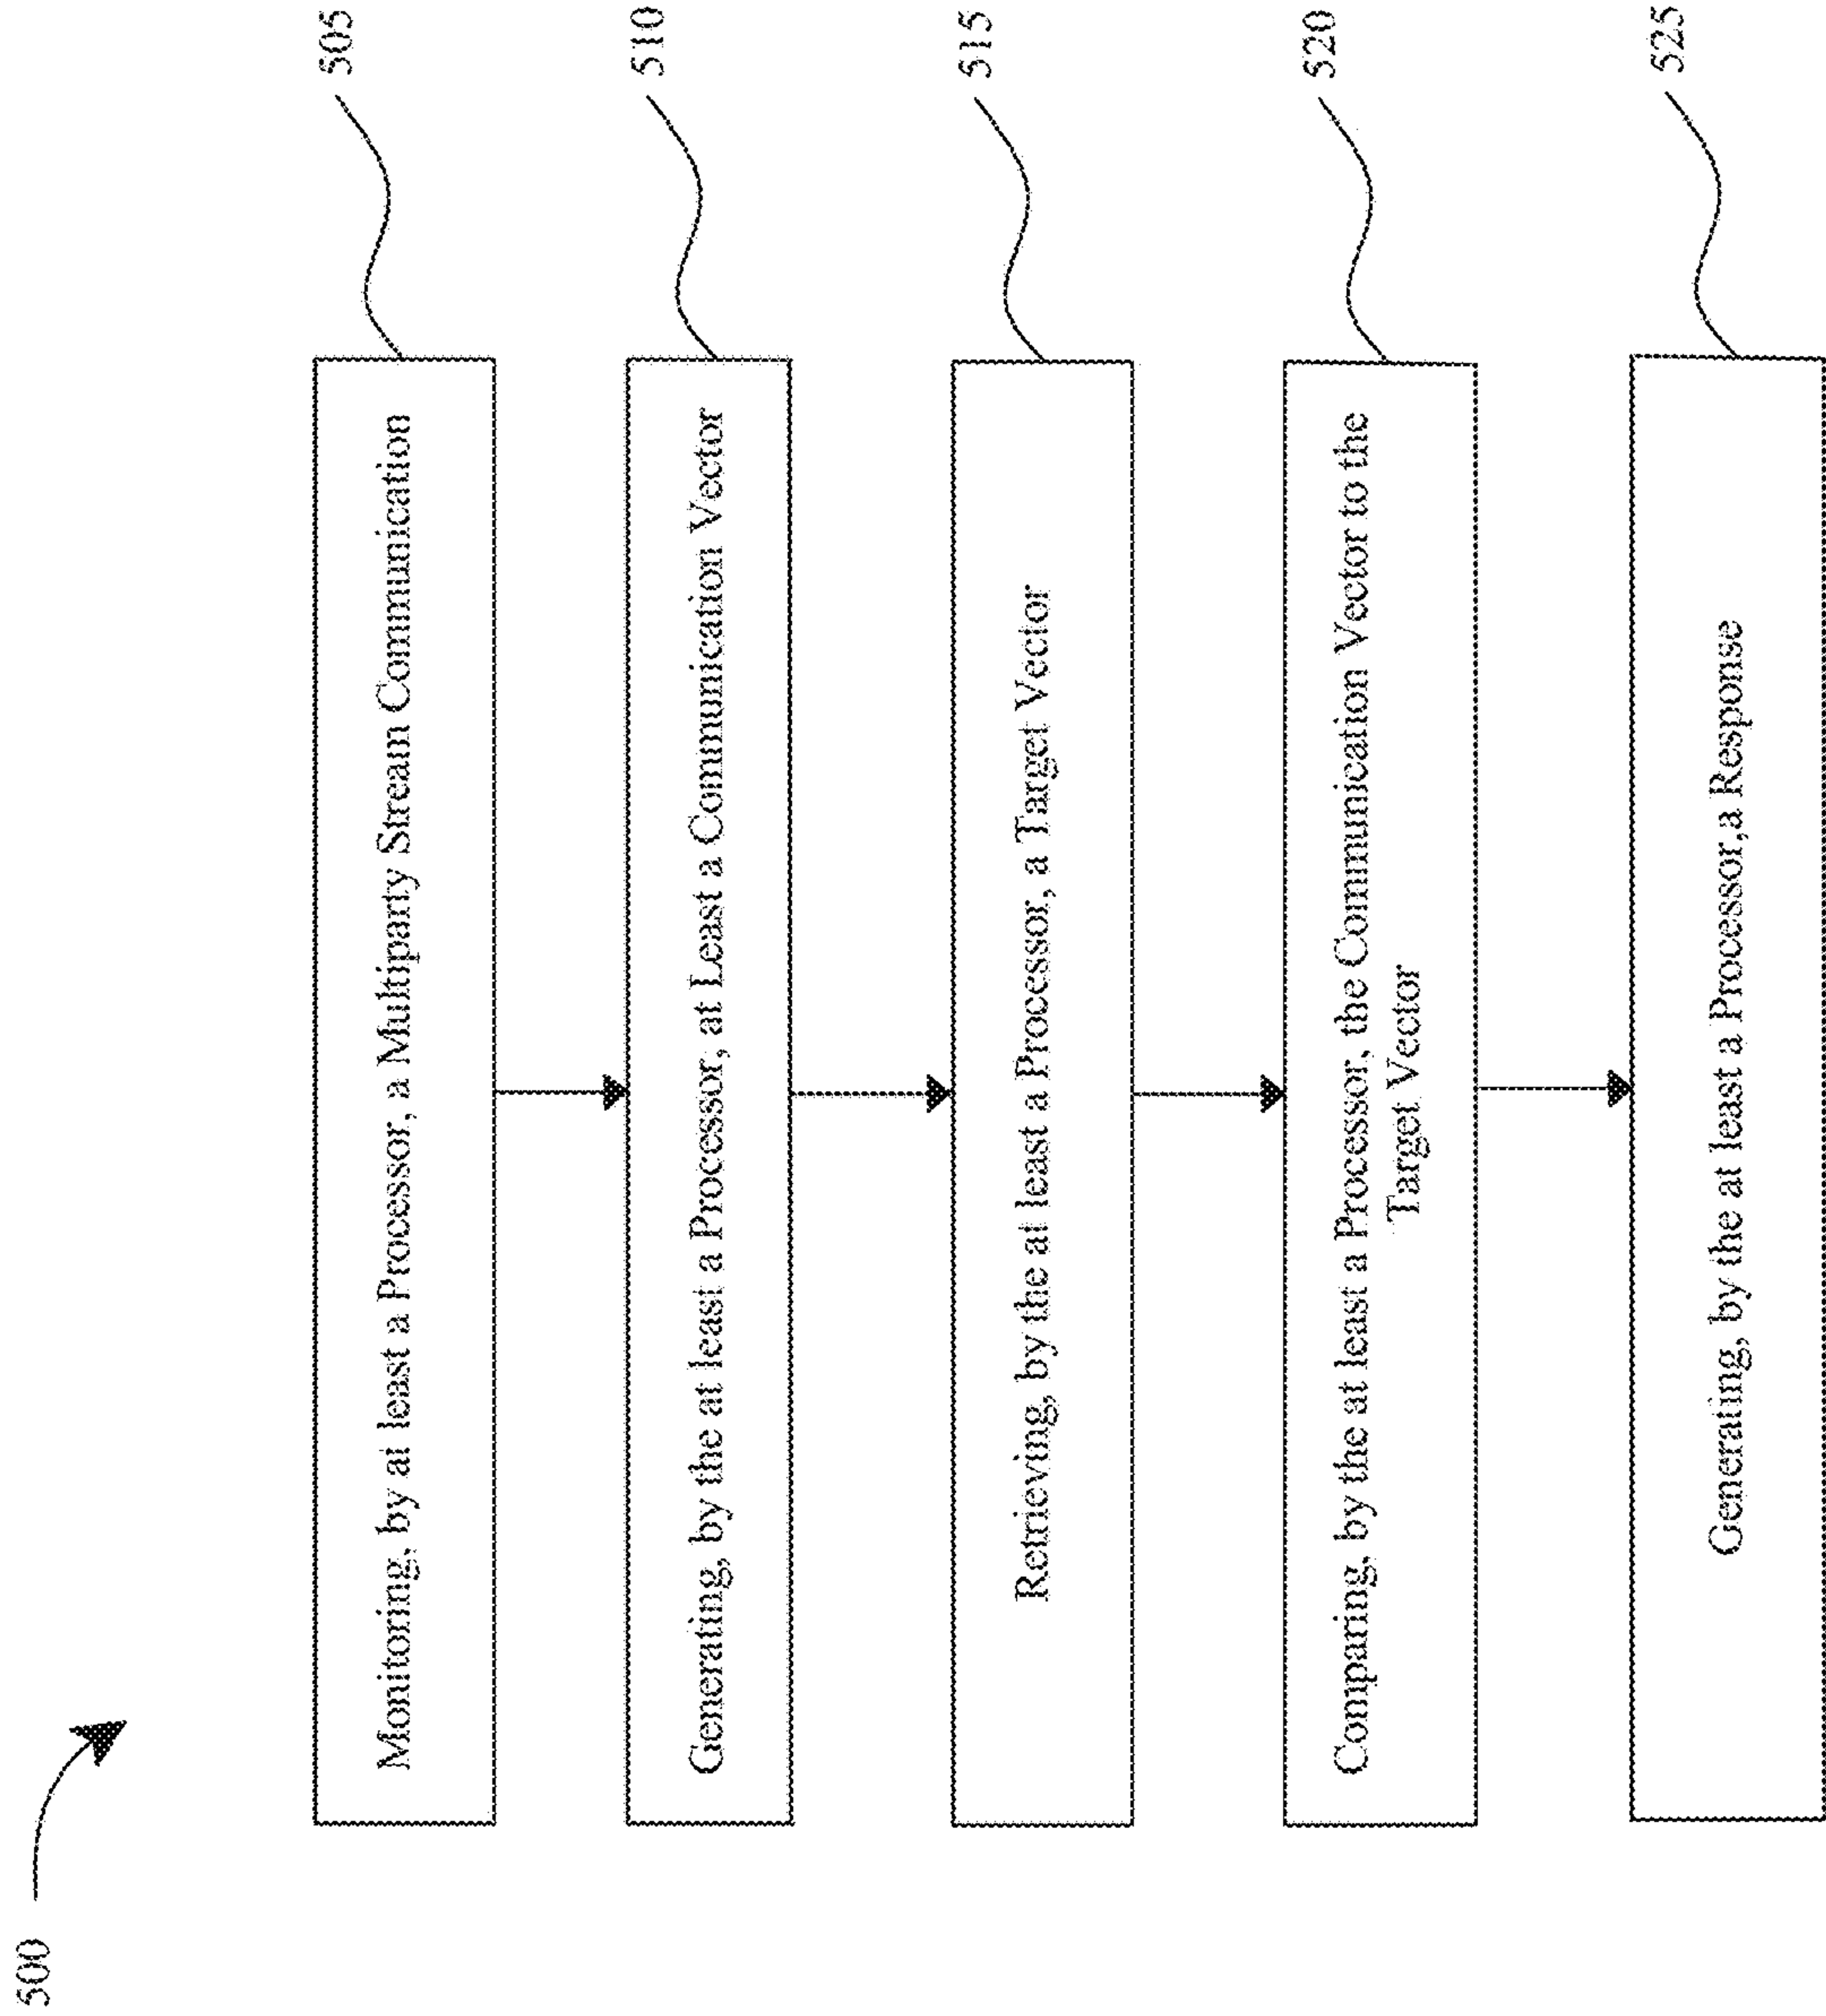 500
Monitoring, by at least a Processor, a Multiparty Stream Communication
505
Generating, by the at least a Processor, at Least a Communication Vector
510
Retrieving, by the at least a Processor, a Target Vector
515
Comparing, by the at least a Processor, the Communication Vector to the
Target Vector
520
Generating, by the at least a Processor,a Response
525